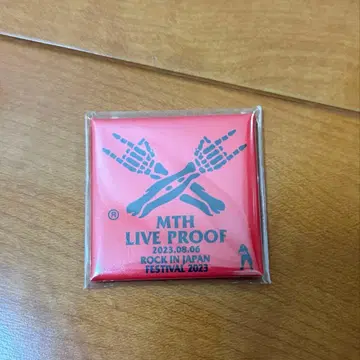 ®
MTH
LIVE PROOF
2023.08.06
ROCK IN JAPAN
FESTIVAL 2023